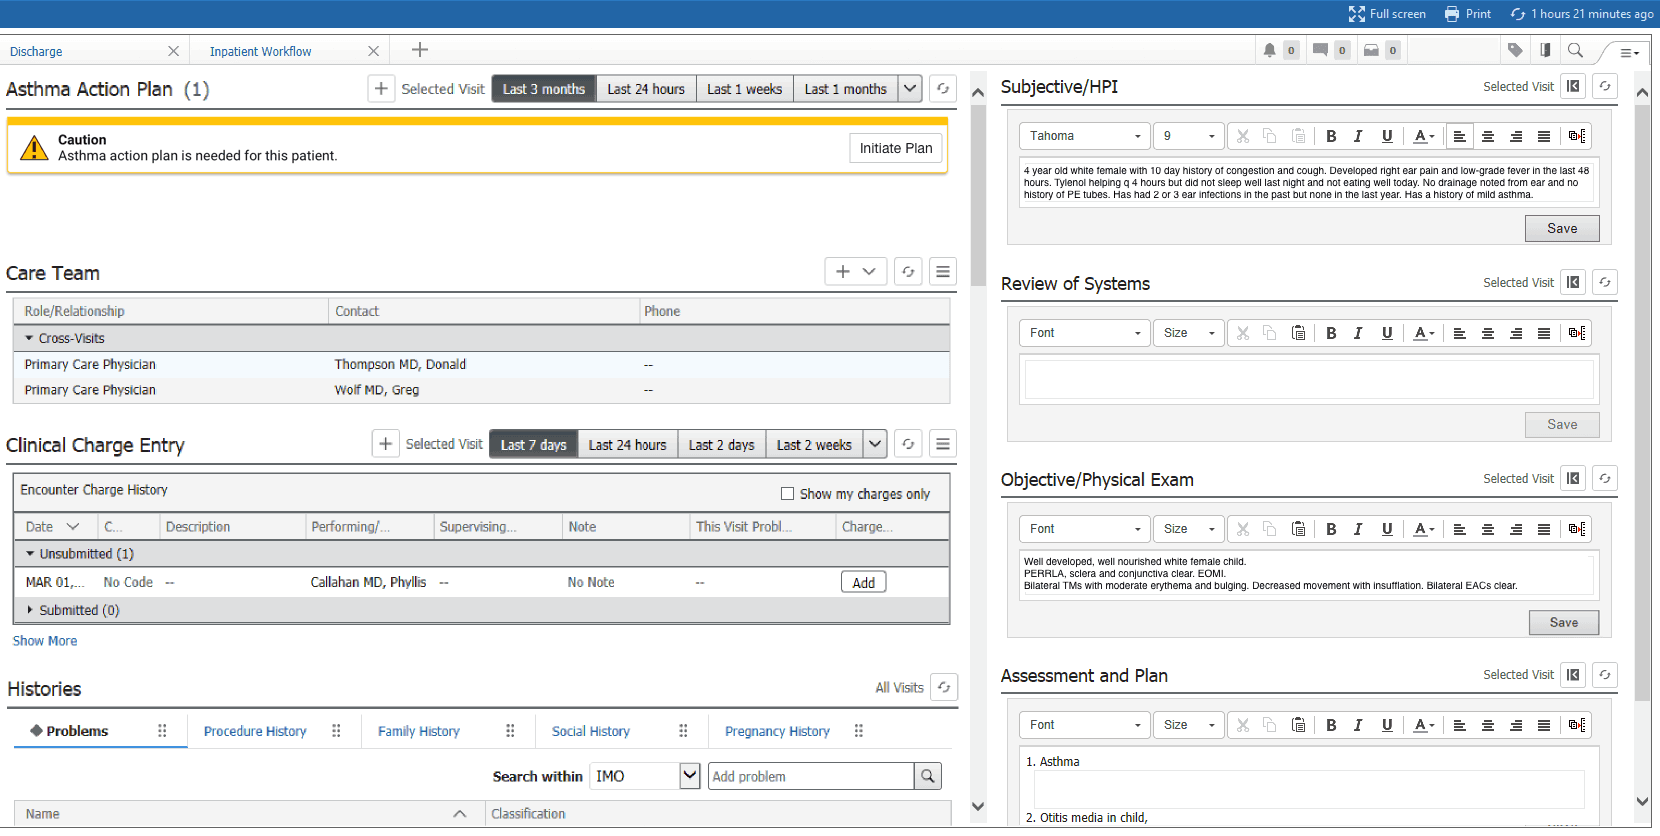 Full screen Print 1 hours 21 minutes ago
Discharge Inpatient Workflow
0 0 0
Asthma Action Plan (1)
Selected Visit Last 3 months Last 24 hours Last 1 weeks Last 1 months
Caution
Asthma action plan is needed for this patient.
Initiate Plan
Care Team
Role/Relationship Contact Phone
Cross-Visits
Primary Care Physician Thompson MD, Donald --
Primary Care Physician Wolf MD, Greg --
Clinical Charge Entry
Selected Visit Last 7 days Last 24 hours Last 2 days Last 2 weeks
Encounter Charge History
Show my charges only
Date C... Description Performing/... Supervising... Note This Visit Probl... Charge...
Unsubmitted (1)
MAR 01,... No Code -- Callahan MD, Phyllis -- No Note -- Add
Submitted (0)
Show More
Histories
All Visits
Problems Procedure History Family History Social History Pregnancy History
Search within IMO Add problem
Name Classification
Subjective/HPI
Selected Visit
Tahoma 9 B I U A
4 year old white female with 10 day history of congestion and cough. Developed right ear pain and low-grade fever in the last 48
hours. Tylenol helping q 4 hours but did not sleep well last night and not eating well today. No drainage noted from ear and no
history of PE tubes. Has had 2 or 3 ear infections in the past but none in the last year. Has a history of mild asthma.
Save
Review of Systems
Selected Visit
Font Size B I U A
Save
Objective/Physical Exam
Selected Visit
Font Size B I U A
Well developed, well nourished white female child.
PERRLA, sclera and conjunctiva clear. EOMI.
Bilateral TMs with moderate erythema and bulging. Decreased movement with insufflation. Bilateral EACs clear.
Save
Assessment and Plan
Selected Visit
Font Size B I U A
1. Asthma
2. Otitis media in child,